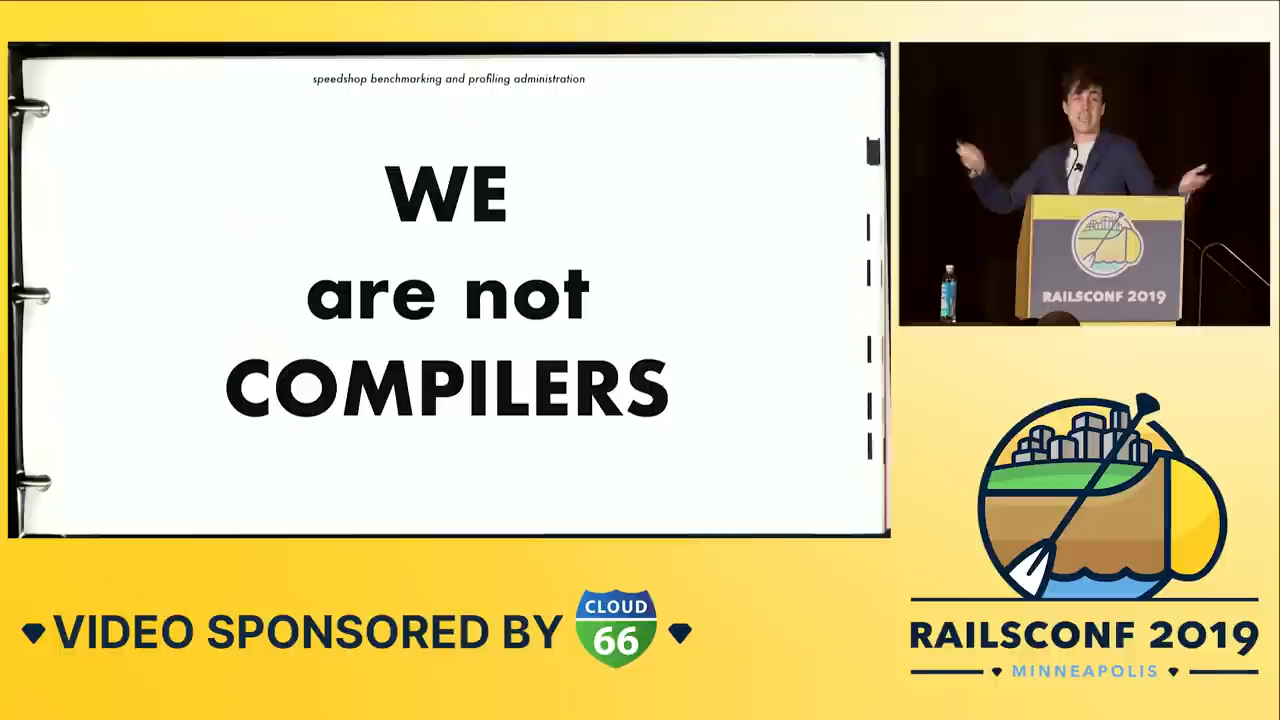 speedshop benchmarking and profiling administration
WE
are not
COMPILERS
RAILSCONF 2019
VIDEO SPONSORED BY
CLOUD
66
RAILSCONF 2019
MINNEAPOLIS